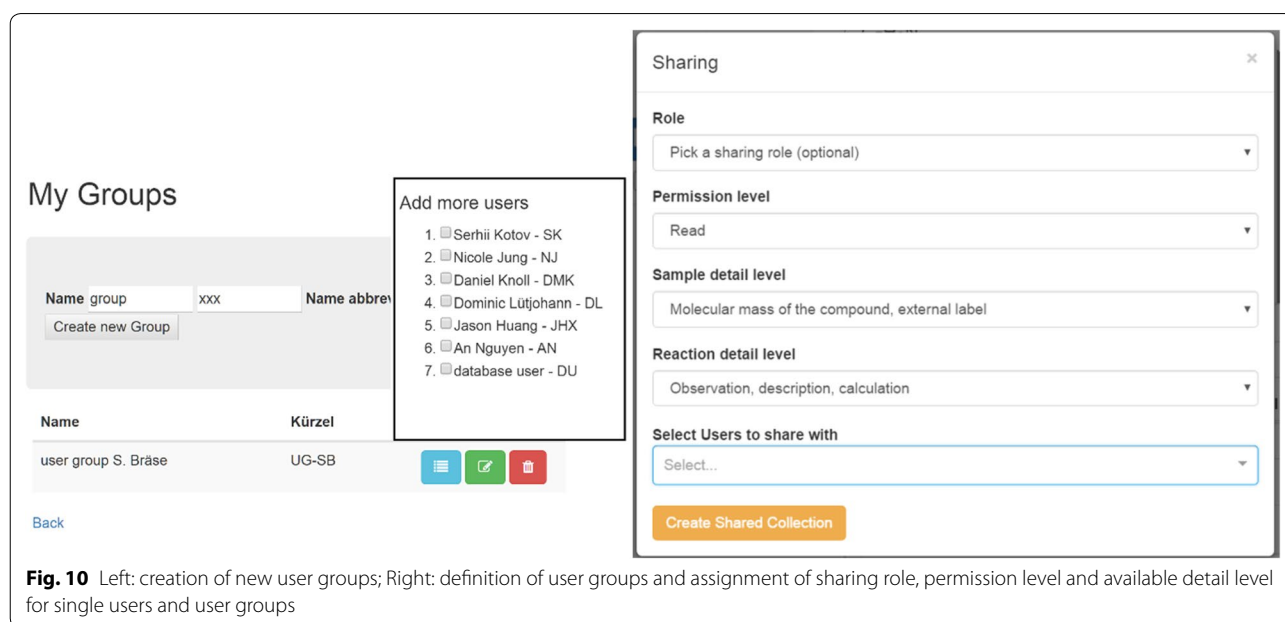 My Groups
Name group xxx Name abbrev
Create new Group
Name Kürzel
user group S. Bräse UG-SB
Back
Add more users
1. Serhii Kotov - SK
2. Nicole Jung - NJ
3. Daniel Knoll - DMK
4. Dominic Lütjohann - DL
5. Jason Huang - JHX
6. An Nguyen - AN
7. database user - DU
Sharing ×
Role
Pick a sharing role (optional)
Permission level
Read
Sample detail level
Molecular mass of the compound, external label
Reaction detail level
Observation, description, calculation
Select Users to share with
Select...
Create Shared Collection
Fig. 10 Left: creation of new user groups; Right: definition of user groups and assignment of sharing role, permission level and available detail level
for single users and user groups